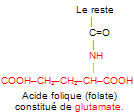 Le reste
C=O
NH
COOH—CH₂—CH₂—CH—COOH
Acide folique (folate)
constitué de glutamate.